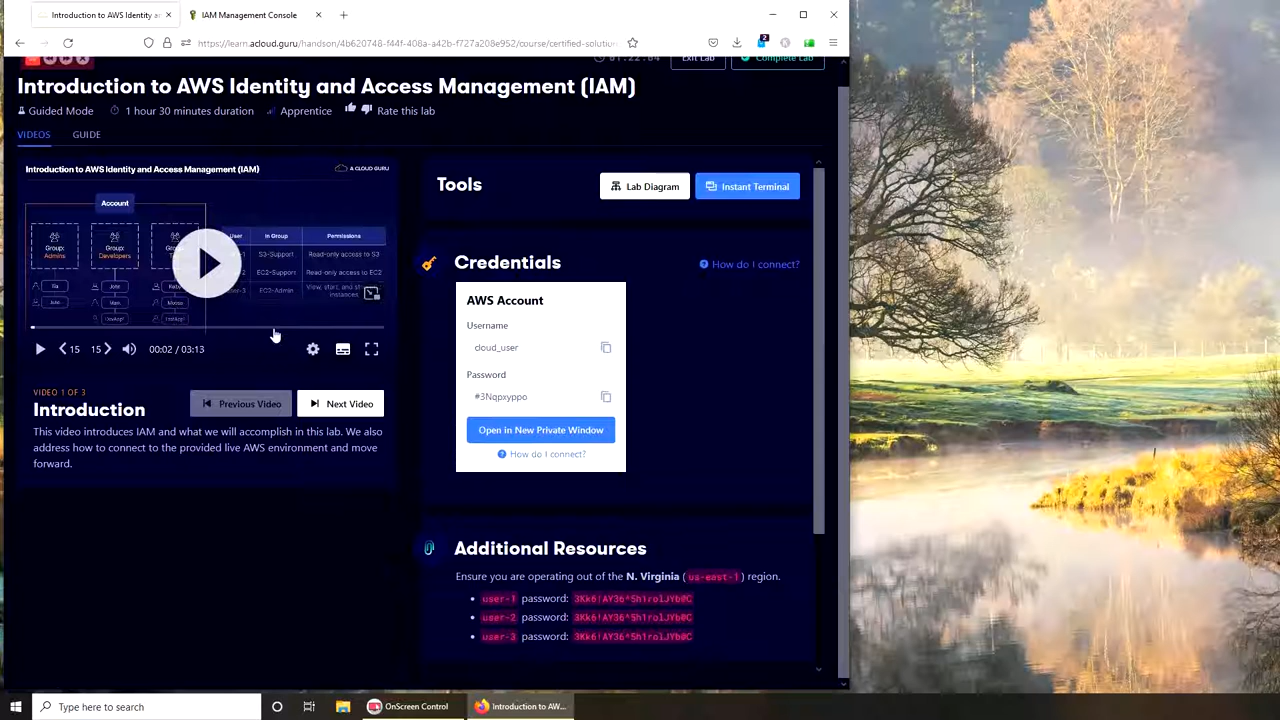 Introduction to AWS Identity a
IAM Management Console
https://learn.acloud.guru/handson/4b620748-f44f-408a-a42b-f727a208e952/course/certified-solution
2
01:22:04
Exit Lab
Complete Lab
Introduction to AWS Identity and Access Management (IAM)
Guided Mode
1 hour 30 minutes duration
Apprentice
Rate this lab
VIDEOS
GUIDE
Introduction to AWS Identity and Access Management (IAM)
A CLOUD GURU
Account
Group:
Admins
Group:
Developers
Group:
In Group
Permissions
S3-Support
Read-only access to S3
EC2-Support
Read-only access to EC2
EC2-Admin
View, start, and st
instances
00:02 / 03:13
15
15
VIDEO 1 OF 3
Introduction
Previous Video
Next Video
This video introduces IAM and what we will accomplish in this lab. We also
address how to connect to the provided live AWS environment and move
forward.
Tools
Lab Diagram
Instant Terminal
Credentials
How do I connect?
AWS Account
Username
cloud_user
Password
#3Nqpxyppo
Open in New Private Window
How do I connect?
Additional Resources
Ensure you are operating out of the N. Virginia (us-east-1) region.
user-1 password: 3Kk6!AY36^5h1rolJYb@C
user-2 password: 3Kk6!AY36^5h1rolJYb@C
user-3 password: 3Kk6!AY36^5h1rolJYb@C
Type here to search
OnScreen Control
Introduction to AW...